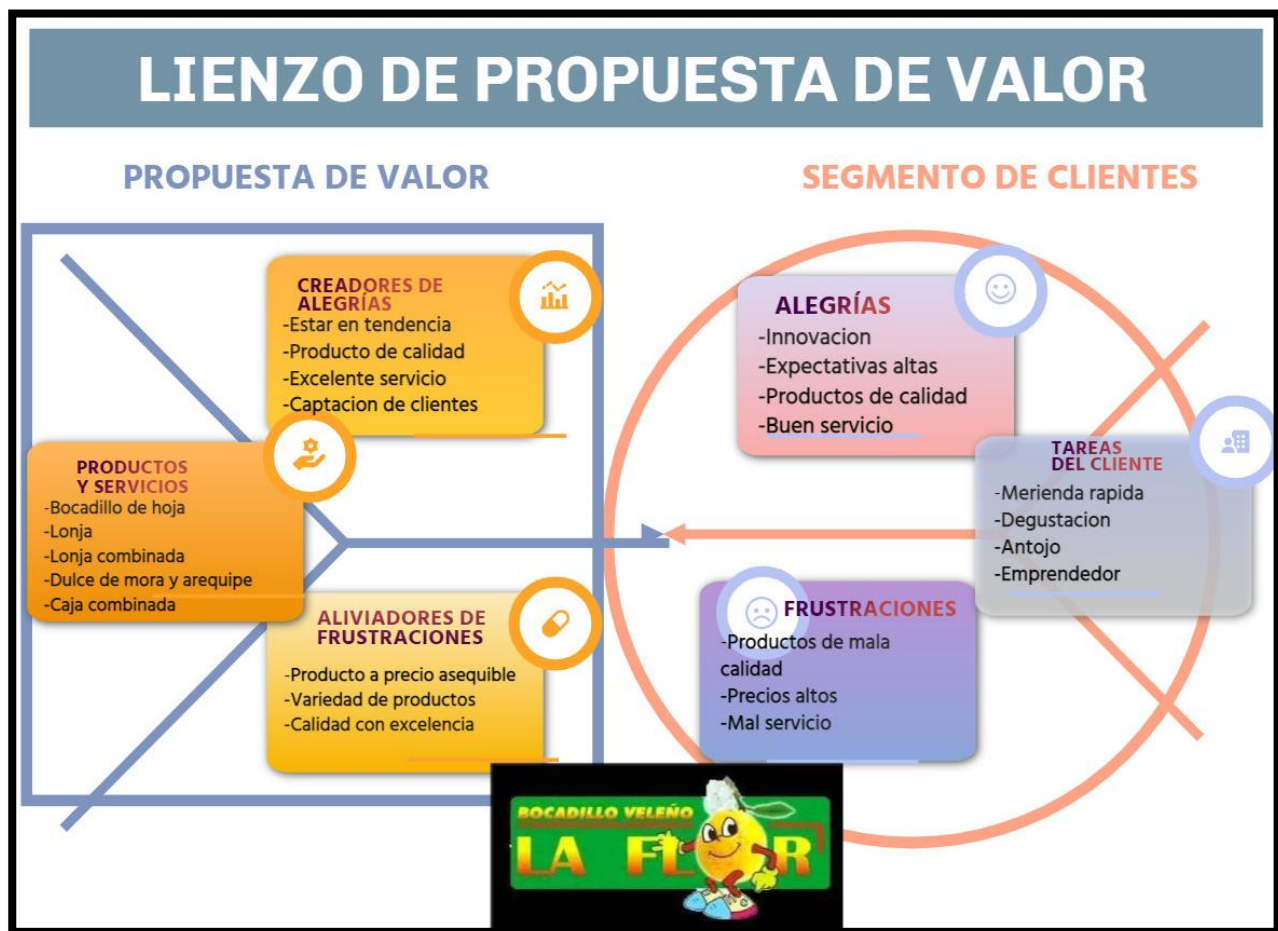 LIENZO DE PROPUESTA DE VALOR
PROPUESTA DE VALOR
SEGMENTO DE CLIENTES
CREADORES DE
ALEGRÍAS
-Estar en tendencia
-Producto de calidad
-Excelente servicio
-Captacion de clientes
PRODUCTOS
Y SERVICIOS
-Bocadillo de hoja
-Lonja
-Lonja combinada
-Dulce de mora y arequipe
-Caja combinada
ALIVIADORES DE
FRUSTRACIONES
-Producto a precio asequible
-Variedad de productos
-Calidad con excelencia
ALEGRÍAS
-Innovacion
-Expectativas altas
-Productos de calidad
-Buen servicio
TAREAS
DEL CLIENTE
-Merienda rapida
-Degustacion
-Antojo
-Emprendedor
FRUSTRACIONES
-Productos de mala
calidad
-Precios altos
-Mal servicio
BOCADILLO VELEÑO
LA FLOR